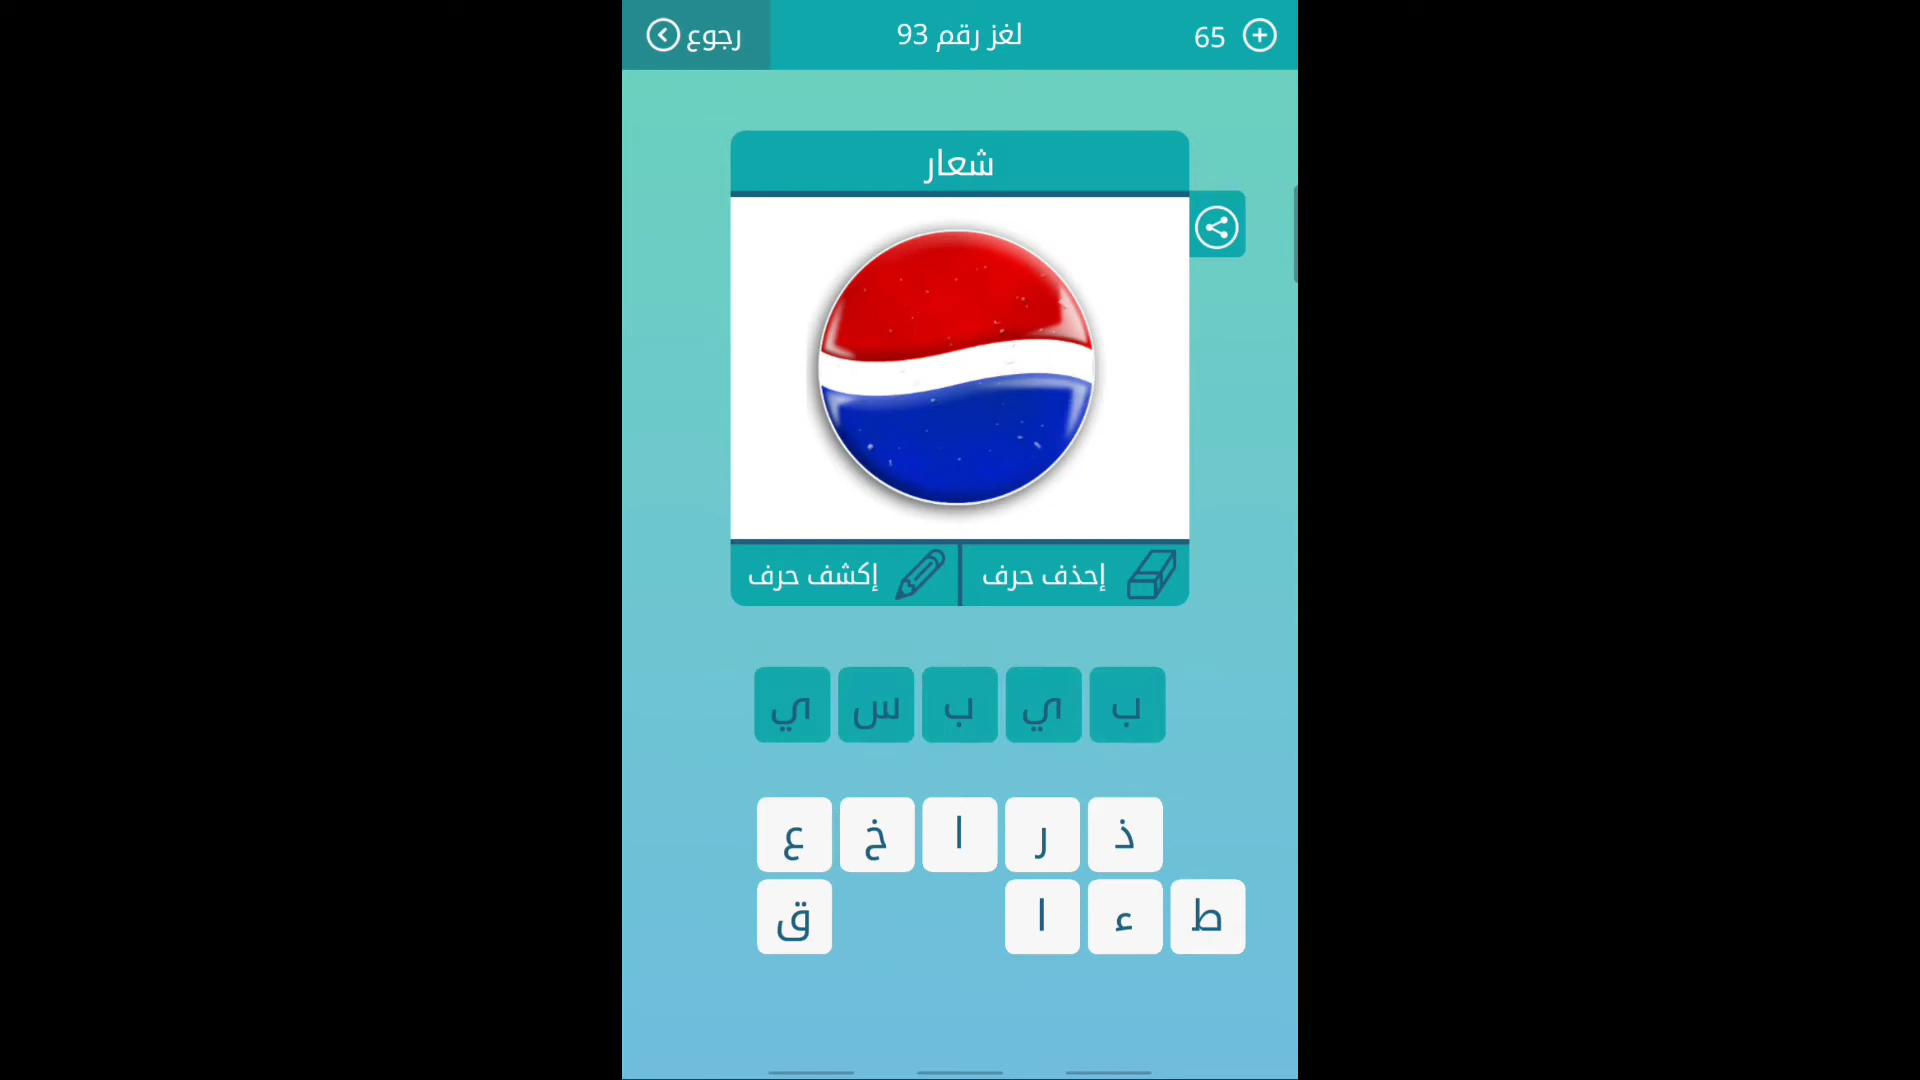 رجوع لغز رقم 93 65
شعار
إحذف حرف إكشف حرف
ب ي ب س ي
ذ ر ا خ ع
ط ء ا ق